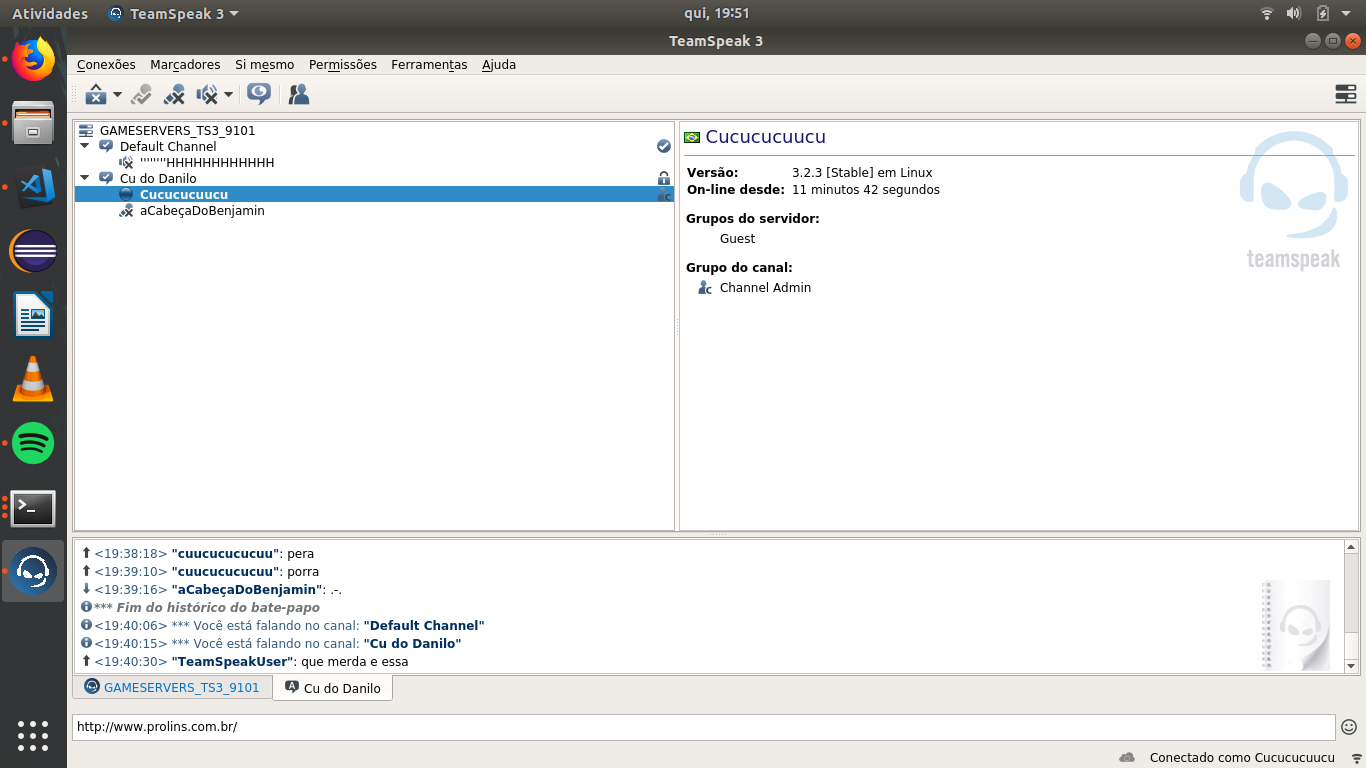 Atividades TeamSpeak 3 qui, 19:51
TeamSpeak 3
Conexões Marcadores Si mesmo Permissões Ferramentas Ajuda
GAMESERVERS_TS3_9101
Default Channel
''''''''HHHHHHHHHHHH
Cu do Danilo
Cucucucuucu
aCabeçaDoBenjamin
Cucucucuucu
Versão: 3.2.3 [Stable] em Linux
On-line desde: 11 minutos 42 segundos
Grupos do servidor:
Guest
Grupo do canal:
Channel Admin
teamspeak
<19:38:18> "cuucucucucuu": pera
<19:39:10> "cuucucucucuu": porra
<19:39:16> "aCabeçaDoBenjamin": .-.
*** Fim do histórico do bate-papo
<19:40:06> *** Você está falando no canal: "Default Channel"
<19:40:15> *** Você está falando no canal: "Cu do Danilo"
<19:40:30> "TeamSpeakUser": que merda e essa
GAMESERVERS_TS3_9101 Cu do Danilo
http://www.prolins.com.br/
Conectado como Cucucucuucu